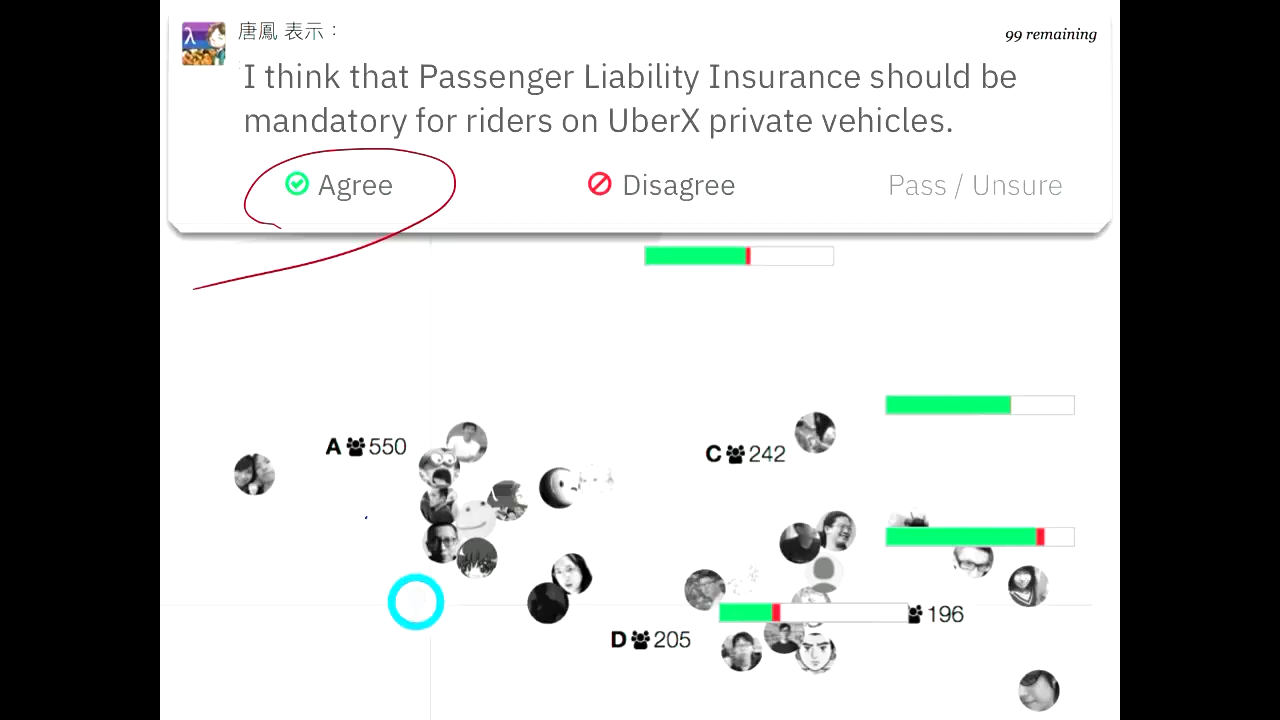 唐鳳 表示：
99 remaining
I think that Passenger Liability Insurance should be
mandatory for riders on UberX private vehicles.
Agree
Disagree
Pass / Unsure
A 550
C 242
196
D 205